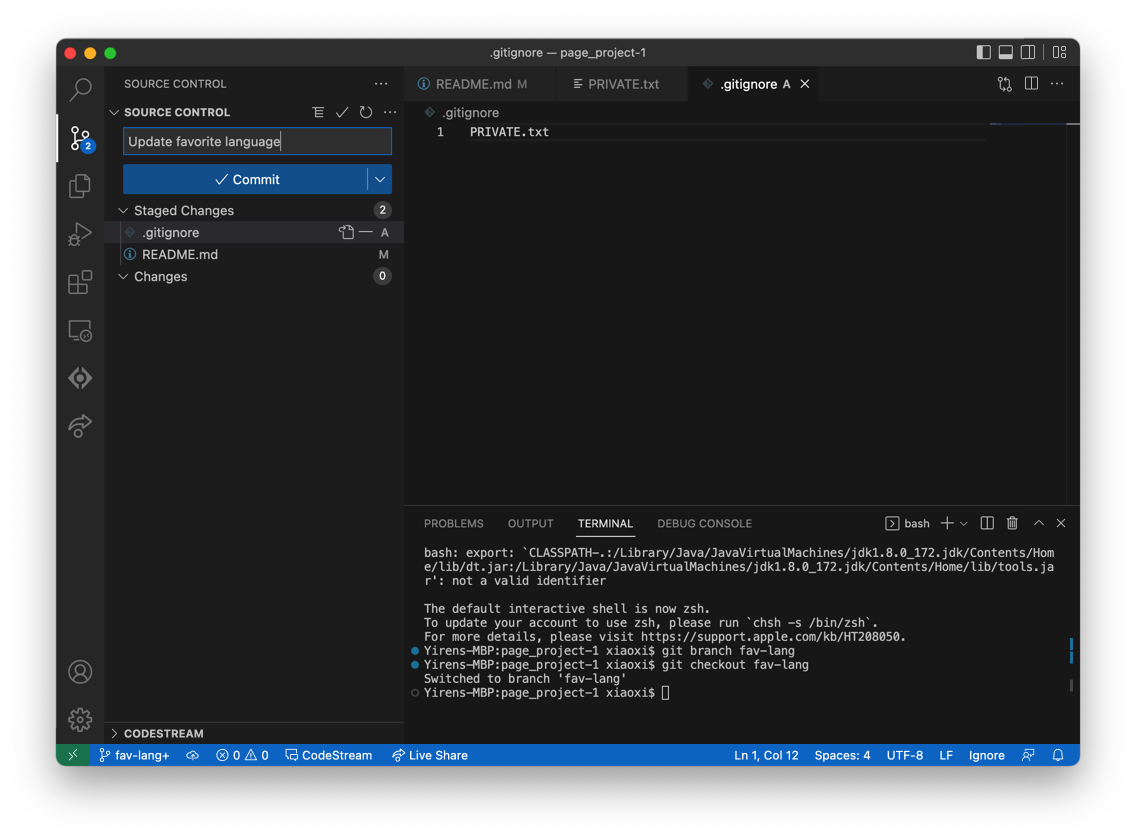 .gitignore — page_project-1
SOURCE CONTROL
SOURCE CONTROL
Update favorite language
Commit
Staged Changes 2
.gitignore A
README.md M
Changes 0
2
CODESTREAM
README.md M
PRIVATE.txt
.gitignore A
.gitignore
1 PRIVATE.txt
PROBLEMS OUTPUT TERMINAL DEBUG CONSOLE bash
bash: export: `CLASSPATH-.:/Library/Java/JavaVirtualMachines/jdk1.8.0_172.jdk/Contents/Hom
e/lib/dt.jar:/Library/Java/JavaVirtualMachines/jdk1.8.0_172.jdk/Contents/Home/lib/tools.ja
r': not a valid identifier
The default interactive shell is now zsh.
To update your account to use zsh, please run `chsh -s /bin/zsh`.
For more details, please visit https://support.apple.com/kb/HT208050.
Yirens-MBP:page_project-1 xiaoxi$ git branch fav-lang
Yirens-MBP:page_project-1 xiaoxi$ git checkout fav-lang
Switched to branch 'fav-lang'
Yirens-MBP:page_project-1 xiaoxi$
fav-lang+ 0 0 CodeStream Live Share Ln 1, Col 12 Spaces: 4 UTF-8 LF Ignore